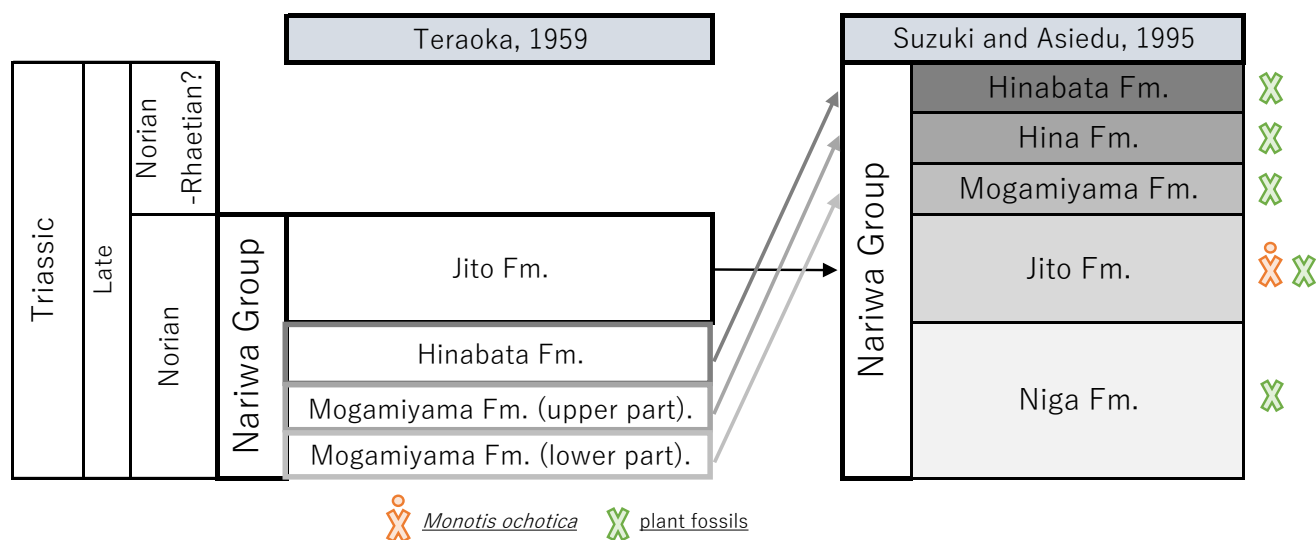 Teraoka, 1959
Suzuki and Asiedu, 1995
Triassic
Late
Norian
-Rhaetian?
Norian
Nariwa Group
Jito Fm.
Hinabata Fm.
Mogamiyama Fm. (upper part).
Mogamiyama Fm. (lower part).
Nariwa Group
Hinabata Fm.
Hina Fm.
Mogamiyama Fm.
Jito Fm.
Niga Fm.
Monotis ochotica
plant fossils